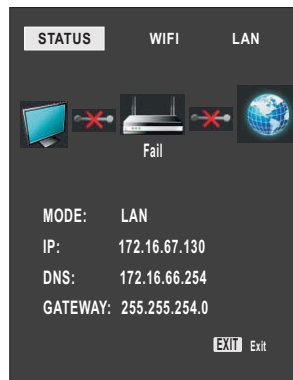 STATUS WIFI LAN
Fail
MODE: LAN
IP: 172.16.67.130
DNS: 172.16.66.254
GATEWAY: 255.255.254.0
EXIT Exit